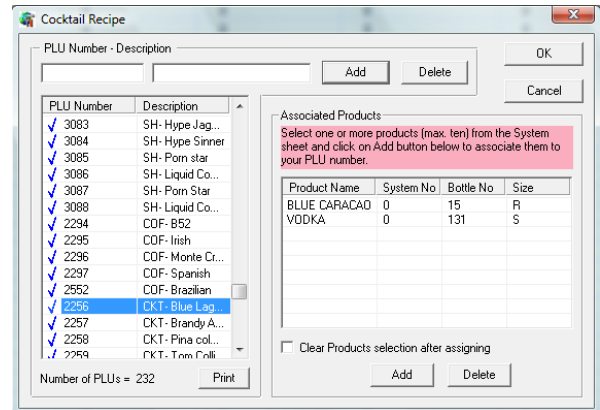 Cocktail Recipe
PLU Number - Description
Add
Delete
OK
Cancel
PLU Number Description
3083 SH- Hype Jag...
3084 SH- Hype Sinner
3085 SH- Porn star
3086 SH- Liquid Co...
3087 SH- Porn Star
3088 SH- Liquid Co...
2294 COF- B52
2295 COF- Irish
2296 COF- Monte Cr...
2297 COF- Spanish
2552 COF- Brazilian
2256 CKT- Blue Lag...
2257 CKT- Brandy A...
2258 CKT- Pina col...
2259 CKT- Tom Colli...
Number of PLUs = 232
Print
Associated Products
Select one or more products (max. ten) from the System
sheet and click on Add button below to associate them to
your PLU number.
Product Name System No Bottle No Size
BLUE CARACAO 0 15 R
VODKA 0 131 S
Clear Products selection after assigning
Add
Delete